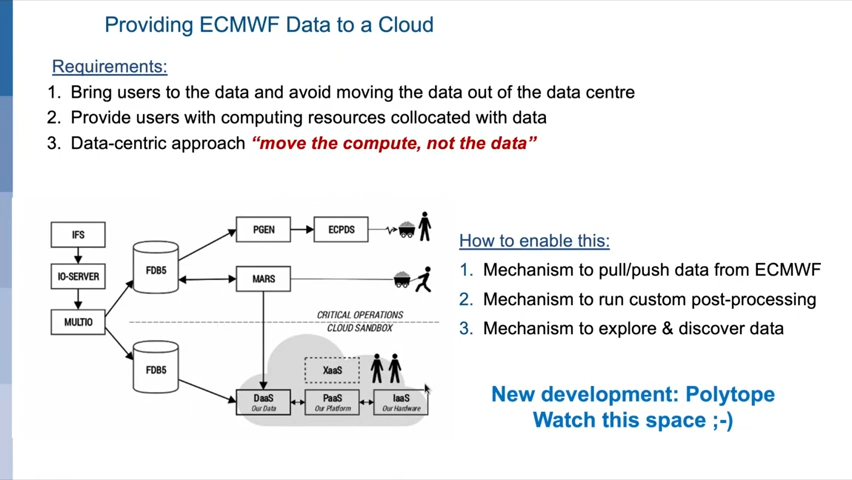 Providing ECMWF Data to a Cloud
Requirements:
1. Bring users to the data and avoid moving the data out of the data centre
2. Provide users with computing resources collocated with data
3. Data-centric approach “move the compute, not the data”
IFS
IO-SERVER
MULTIO
FDB5
FDB5
PGEN
ECPDS
MARS
CRITICAL OPERATIONS
CLOUD SANDBOX
XaaS
DaaS
Our Data
PaaS
Our Platform
IaaS
Our Hardware
How to enable this:
1. Mechanism to pull/push data from ECMWF
2. Mechanism to run custom post-processing
3. Mechanism to explore & discover data
New development: Polytope
Watch this space ;-)